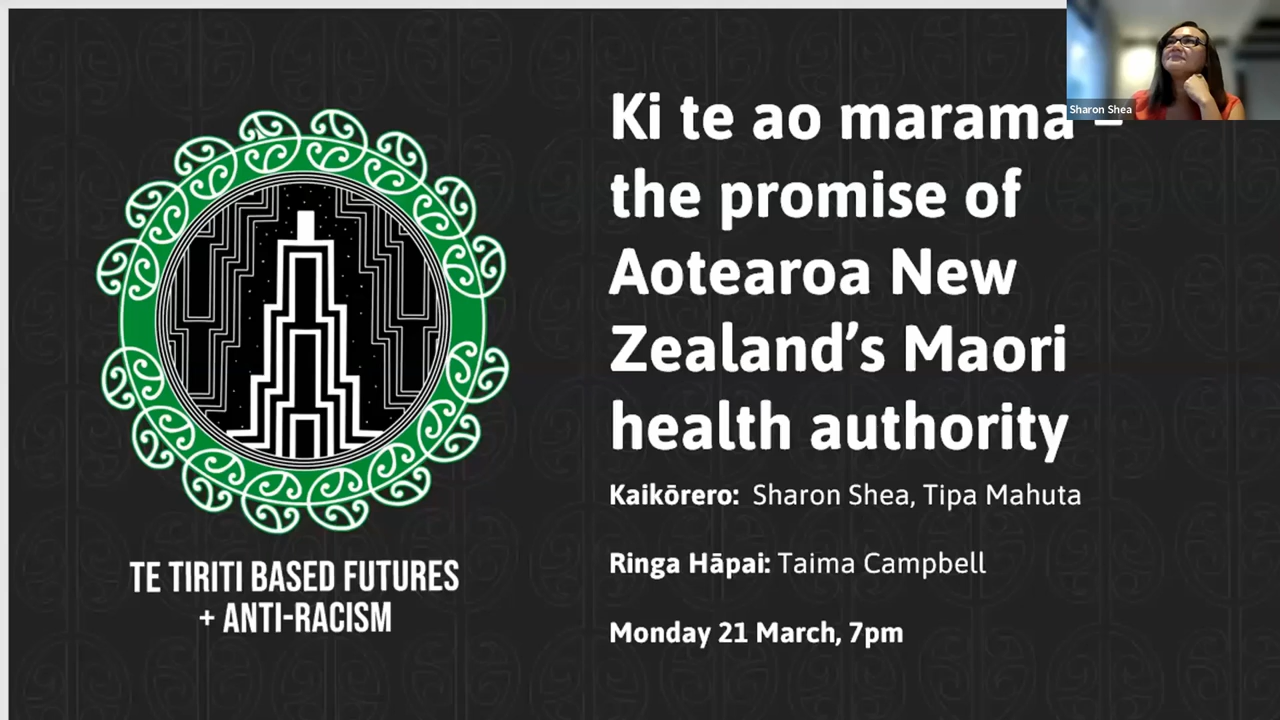 Ki te ao marama –
the promise of
Aotearoa New
Zealand’s Maori
health authority
Kaikōrero: Sharon Shea, Tipa Mahuta
Ringa Hāpai: Taima Campbell
Monday 21 March, 7pm
TE TIRITI BASED FUTURES
+ ANTI-RACISM
Sharon Shea